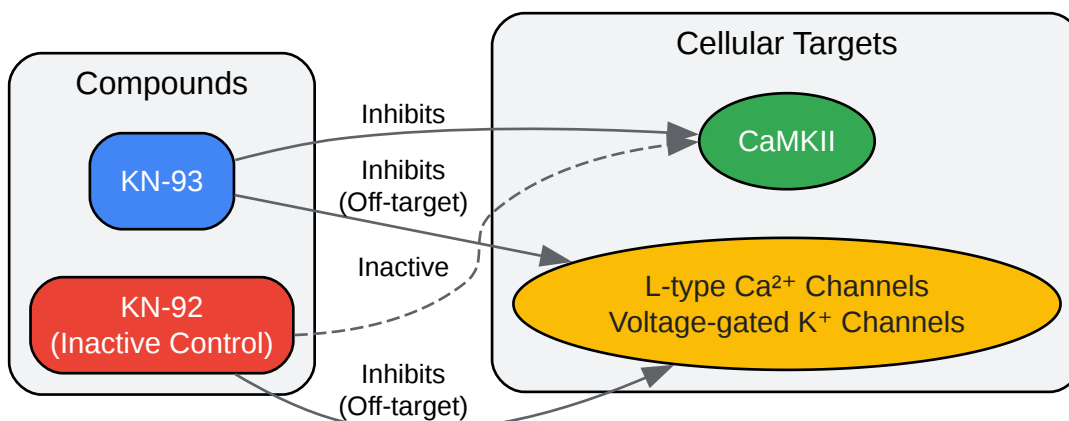 Compounds
KN-93
KN-92
(Inactive Control)
Inhibits
Inhibits
(Off-target)
Inactive
Inhibits
(Off-target)
Cellular Targets
CaMKII
L-type Ca²⁺ Channels
Voltage-gated K⁺ Channels